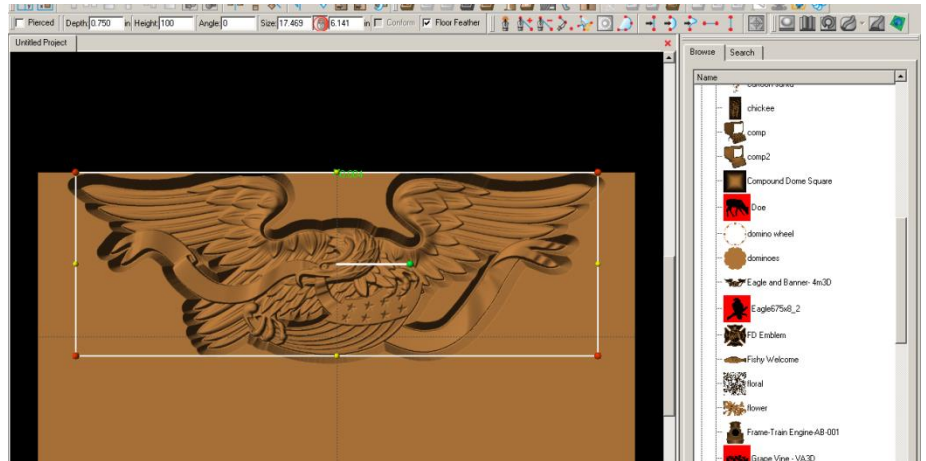 Pierced Depth: 0.750 in Height: 100 Angle: 0 Size: 17.469 6.141 in Conform Floor Feather
Untitled Project
Browse Search
Name
chickee
comp
comp2
Compound Dome Square
Doe
domino wheel
dominoes
Eagle and Banner- 4m3D
Eagle675x8_2
FD Emblem
Fishy Welcome
floral
flower
Frame-Train Engine-AB-001
Grape Vine - VA3D